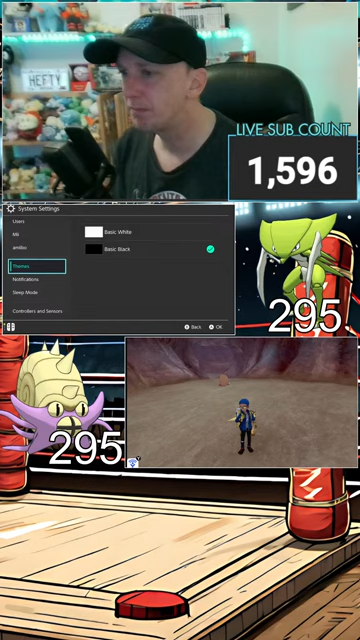 HEFTY
LIVE SUB COUNT
1,596
System Settings
Users
Mii
amiibo
Themes
Notifications
Sleep Mode
Controllers and Sensors
Basic White
Basic Black
Back
OK
295
295